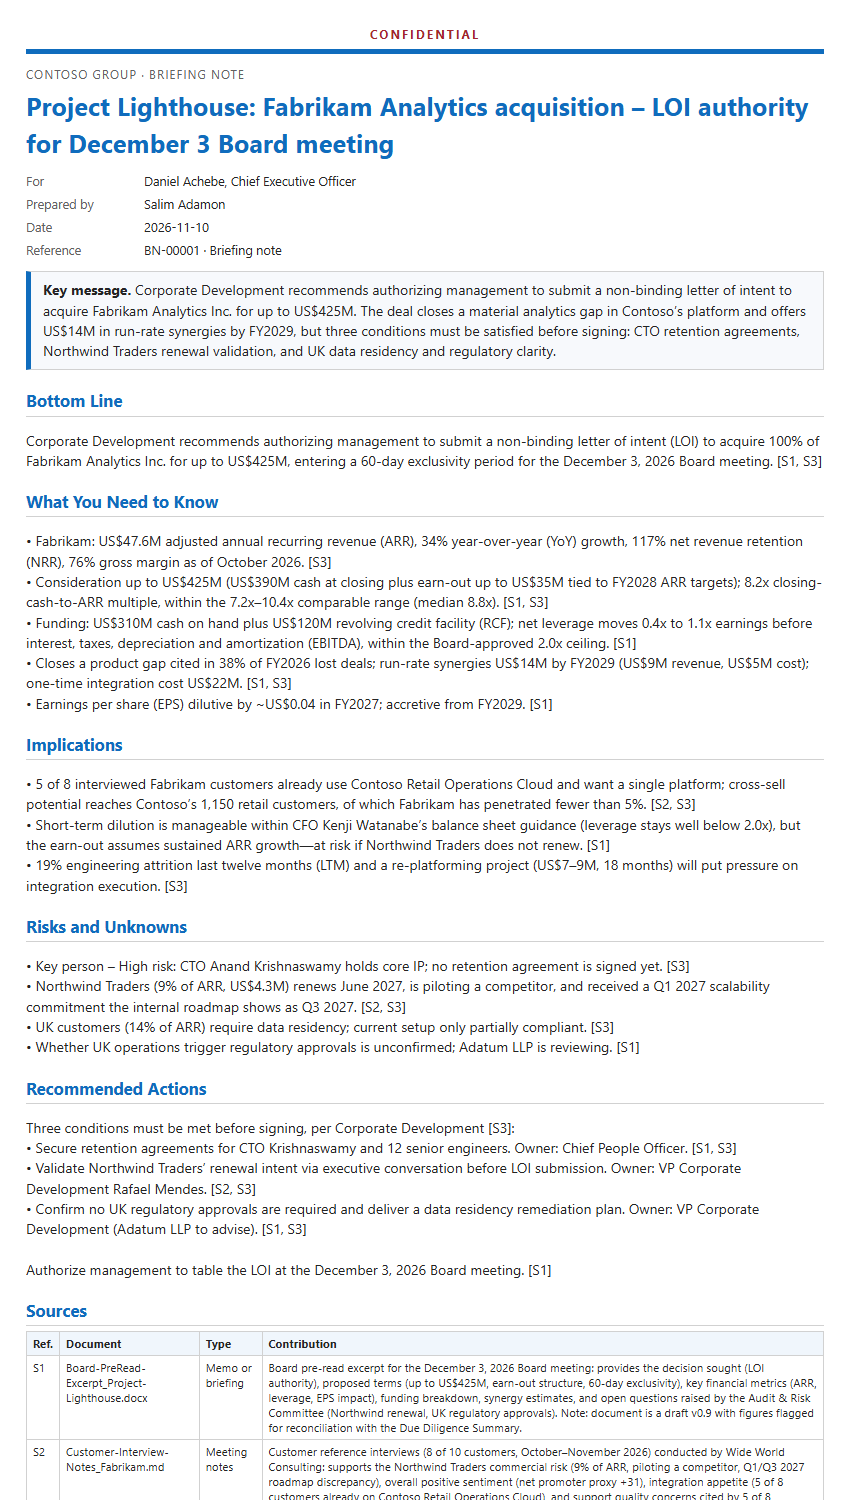 CONFIDENTIAL
CONTOSO GROUP · BRIEFING NOTE
Project Lighthouse: Fabrikam Analytics acquisition – LOI authority
for December 3 Board meeting
For Daniel Achebe, Chief Executive Officer
Prepared by Salim Adamon
Date 2026-11-10
Reference BN-00001 · Briefing note
Key message. Corporate Development recommends authorizing management to submit a non-binding letter of intent to
acquire Fabrikam Analytics Inc. for up to US$425M. The deal closes a material analytics gap in Contoso's platform and offers
US$14M in run-rate synergies by FY2029, but three conditions must be satisfied before signing: CTO retention agreements,
Northwind Traders renewal validation, and UK data residency and regulatory clarity.
Bottom Line
Corporate Development recommends authorizing management to submit a non-binding letter of intent (LOI) to acquire 100% of
Fabrikam Analytics Inc. for up to US$425M, entering a 60-day exclusivity period for the December 3, 2026 Board meeting. [S1, S3]
What You Need to Know
• Fabrikam: US$47.6M adjusted annual recurring revenue (ARR), 34% year-over-year (YoY) growth, 117% net revenue retention
(NRR), 76% gross margin as of October 2026. [S3]
• Consideration up to US$425M (US$390M cash at closing plus earn-out up to US$35M tied to FY2028 ARR targets); 8.2x closing-
cash-to-ARR multiple, within the 7.2x–10.4x comparable range (median 8.8x). [S1, S3]
• Funding: US$310M cash on hand plus US$120M revolving credit facility (RCF); net leverage moves 0.4x to 1.1x earnings before
interest, taxes, depreciation and amortization (EBITDA), within the Board-approved 2.0x ceiling. [S1]
• Closes a product gap cited in 38% of FY2026 lost deals; run-rate synergies US$14M by FY2029 (US$9M revenue, US$5M cost);
one-time integration cost US$22M. [S1, S3]
• Earnings per share (EPS) dilutive by ~US$0.04 in FY2027; accretive from FY2029. [S1]
Implications
• 5 of 8 interviewed Fabrikam customers already use Contoso Retail Operations Cloud and want a single platform; cross-sell
potential reaches Contoso's 1,150 retail customers, of which Fabrikam has penetrated fewer than 5%. [S2, S3]
• Short-term dilution is manageable within CFO Kenji Watanabe's balance sheet guidance (leverage stays well below 2.0x), but
the earn-out assumes sustained ARR growth—at risk if Northwind Traders does not renew. [S1]
• 19% engineering attrition last twelve months (LTM) and a re-platforming project (US$7–9M, 18 months) will put pressure on
integration execution. [S3]
Risks and Unknowns
• Key person – High risk: CTO Anand Krishnaswamy holds core IP; no retention agreement is signed yet. [S3]
• Northwind Traders (9% of ARR, US$4.3M) renews June 2027, is piloting a competitor, and received a Q1 2027 scalability
commitment the internal roadmap shows as Q3 2027. [S2, S3]
• UK customers (14% of ARR) require data residency; current setup only partially compliant. [S3]
• Whether UK operations trigger regulatory approvals is unconfirmed; Adatum LLP is reviewing. [S1]
Recommended Actions
Three conditions must be met before signing, per Corporate Development [S3]:
• Secure retention agreements for CTO Krishnaswamy and 12 senior engineers. Owner: Chief People Officer. [S1, S3]
• Validate Northwind Traders' renewal intent via executive conversation before LOI submission. Owner: VP Corporate
Development Rafael Mendes. [S2, S3]
• Confirm no UK regulatory approvals are required and deliver a data residency remediation plan. Owner: VP Corporate
Development (Adatum LLP to advise). [S1, S3]
Authorize management to table the LOI at the December 3, 2026 Board meeting. [S1]
Sources
Ref. Document Type Contribution
S1 Board-PreRead-
Excerpt_Project-
Lighthouse.docx
Memo or
briefing
Board pre-read excerpt for the December 3, 2026 Board meeting: provides the decision sought (LOI
authority), proposed terms (up to US$425M, earn-out structure, 60-day exclusivity), key financial metrics (ARR,
leverage, EPS impact), funding breakdown, synergy estimates, and open questions raised by the Audit & Risk
Committee (Northwind renewal, UK regulatory approvals). Note: document is a draft v0.9 with figures flagged
for reconciliation with the Due Diligence Summary.
S2 Customer-Interview-
Notes_Fabrikam.md
Meeting
notes
Customer reference interviews (8 of 10 customers, October–November 2026) conducted by Wide World
Consulting: supports the Northwind Traders commercial risk (9% of ARR, piloting a competitor, Q1/Q3 2027
roadmap discrepancy), overall positive sentiment (net promoter proxy +31), integration appetite (5 of 8
customers already on Contoso Retail Operations Cloud), and support quality concerns cited by 5 of 8